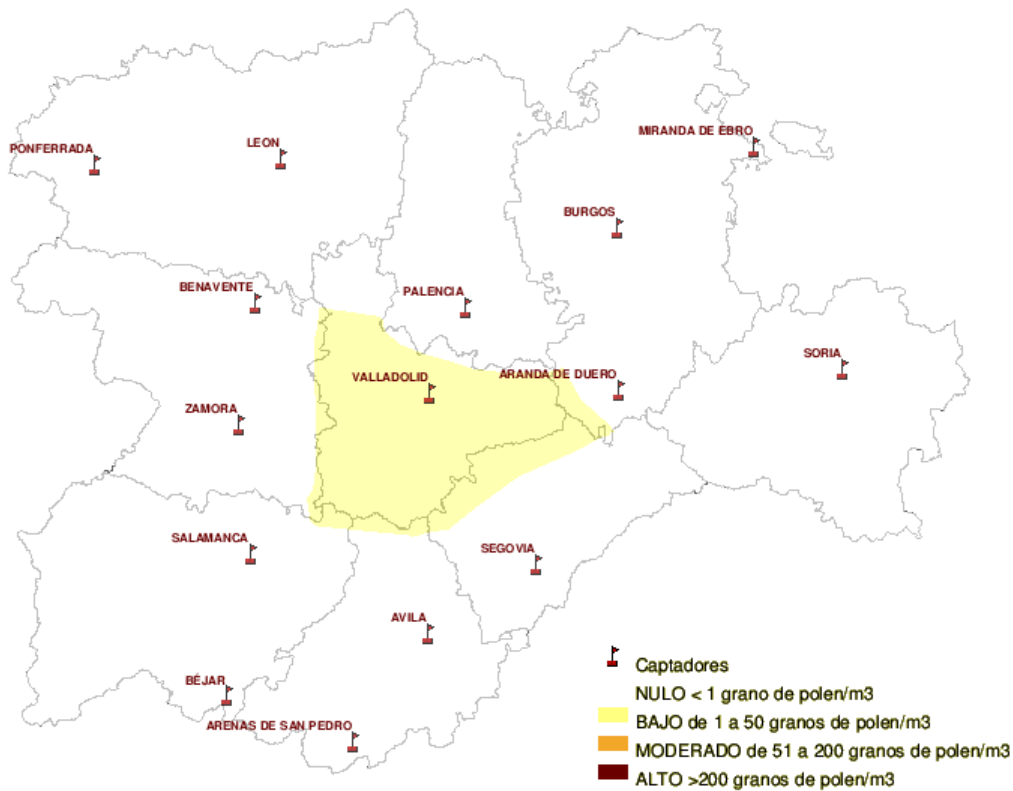 MIRANDA DE EBRO
PONFERRADA
LEON
BURGOS
BENAVENTE
PALENCIA
SORIA
VALLADOLID
ARANDA DE DUERO
ZAMORA
SALAMANCA
SEGOVIA
AVILA
BÉJAR
ARENAS DE SAN PEDRO
Captadores
NULO < 1 grano de polen/m3
BAJO de 1 a 50 granos de polen/m3
MODERADO de 51 a 200 granos de polen/m3
ALTO >200 granos de polen/m3